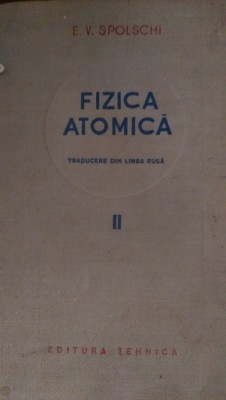 E. V. SPOLSCHI
FIZICA
ATOMICĂ
TRADUCERE DIN LIMBA RUSĂ
II
EDITURA TEHNICĂ